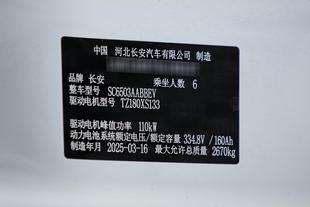 中国 河北长安汽车有限公司 制造
品牌 长安 乘坐人数 6
整车型号 SC6503AABBEV
驱动电机型号 TZ180XS133
驱动电机峰值功率 110kW
动力电池系统额定电压/额定容量 334.8V/160Ah
制造年月 2025-03-16 最大允许总质量 2670kg